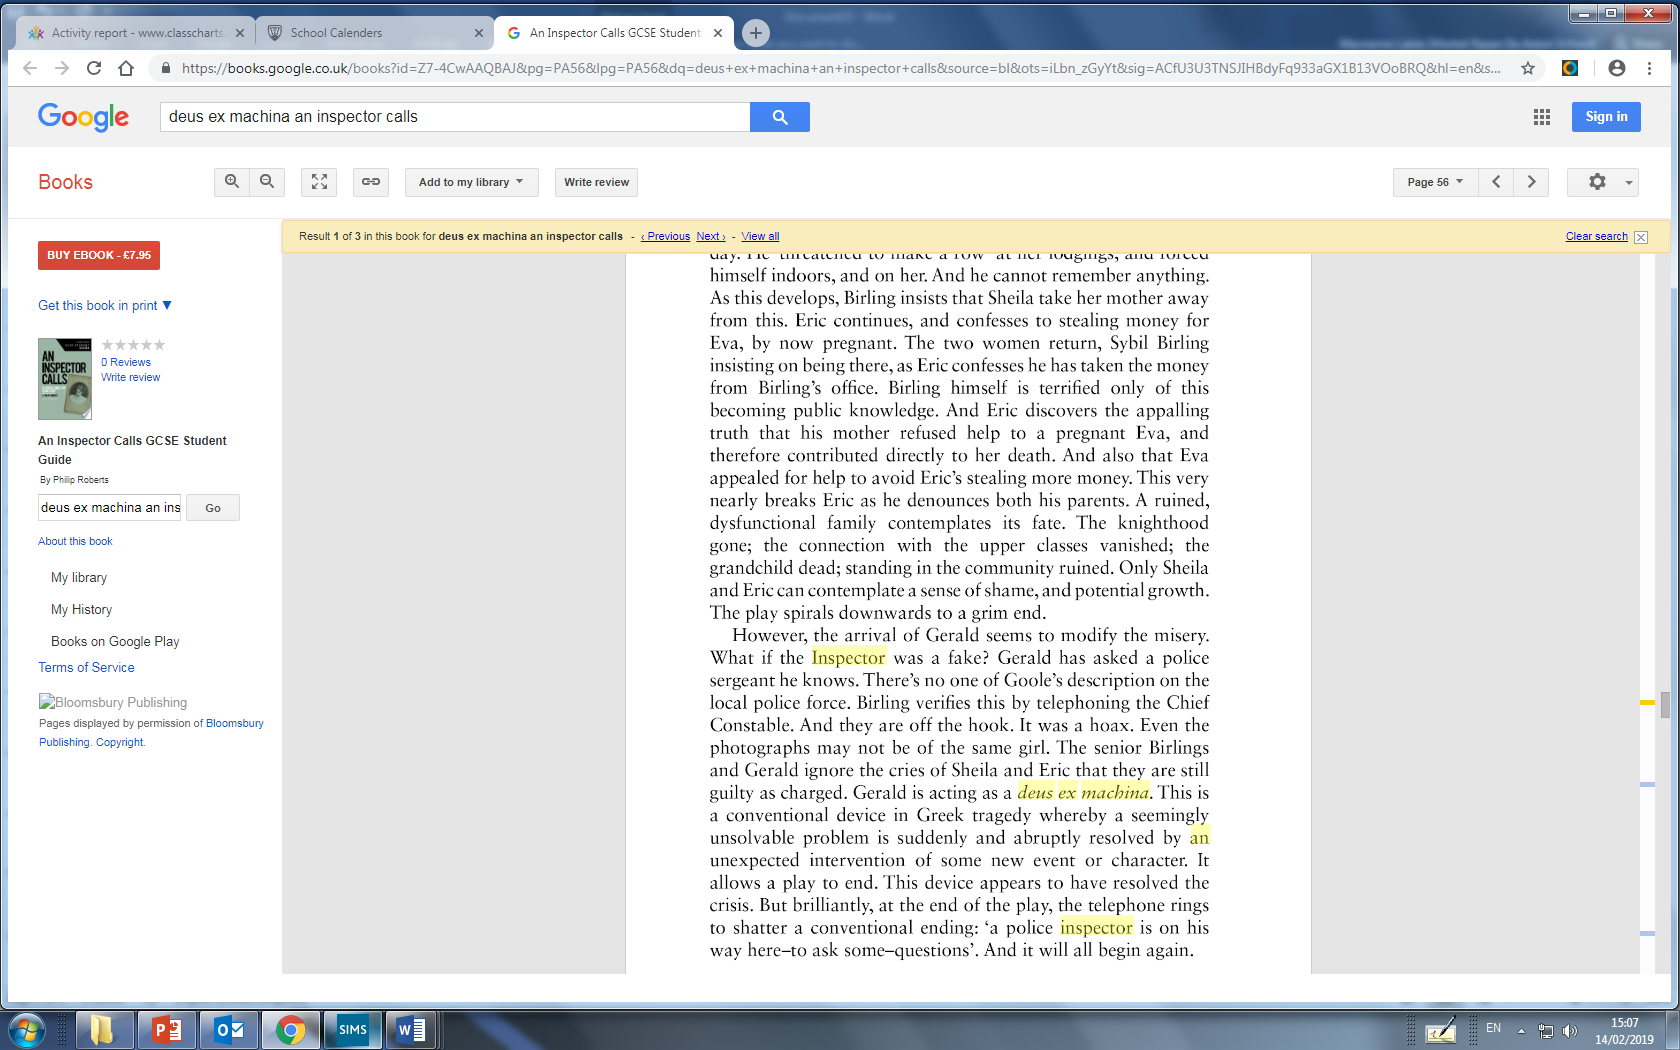 Activity report - www.classcharts.
School Calenders
An Inspector Calls GCSE Student
https://books.google.co.uk/books?id=Z7-4CwAAQBAJ&pg=PA56&lpg=PA56&dq=deus+ex+machina+an+inspector+calls&source=bl&ots=iLbn_zGyYt&sig=ACfU3U3TNSJIHBdyFq933aGX1B13VOoBRQ&hl=en&s...
Google
deus ex machina an inspector calls
Sign in
Books
Add to my library
Write review
Page 56
Result 1 of 3 in this book for deus ex machina an inspector calls - ‹ Previous Next › - View all
Clear search
BUY EBOOK - £7.95
Get this book in print ▼
AN
INSPECTOR
CALLS
0 Reviews
Write review
An Inspector Calls GCSE Student
Guide
By Philip Roberts
deus ex machina an ins
Go
About this book
My library
My History
Books on Google Play
Terms of Service
Bloomsbury Publishing
Pages displayed by permission of Bloomsbury
Publishing. Copyright.
day. He threatened to make a row at her lodgings, and forced
himself indoors, and on her. And he cannot remember anything.
As this develops, Birling insists that Sheila take her mother away
from this. Eric continues, and confesses to stealing money for
Eva, by now pregnant. The two women return, Sybil Birling
insisting on being there, as Eric confesses he has taken the money
from Birling's office. Birling himself is terrified only of this
becoming public knowledge. And Eric discovers the appalling
truth that his mother refused help to a pregnant Eva, and
therefore contributed directly to her death. And also that Eva
appealed for help to avoid Eric's stealing more money. This very
nearly breaks Eric as he denounces both his parents. A ruined,
dysfunctional family contemplates its fate. The knighthood
gone; the connection with the upper classes vanished; the
grandchild dead; standing in the community ruined. Only Sheila
and Eric can contemplate a sense of shame, and potential growth.
The play spirals downwards to a grim end.
However, the arrival of Gerald seems to modify the misery.
What if the Inspector was a fake? Gerald has asked a police
sergeant he knows. There's no one of Goole's description on the
local police force. Birling verifies this by telephoning the Chief
Constable. And they are off the hook. It was a hoax. Even the
photographs may not be of the same girl. The senior Birlings
and Gerald ignore the cries of Sheila and Eric that they are still
guilty as charged. Gerald is acting as a deus ex machina. This is
a conventional device in Greek tragedy whereby a seemingly
unsolvable problem is suddenly and abruptly resolved by an
unexpected intervention of some new event or character. It
allows a play to end. This device appears to have resolved the
crisis. But brilliantly, at the end of the play, the telephone rings
to shatter a conventional ending: 'a police inspector is on his
way here–to ask some–questions'. And it will all begin again.
SIMS
EN
15:07
14/02/2019